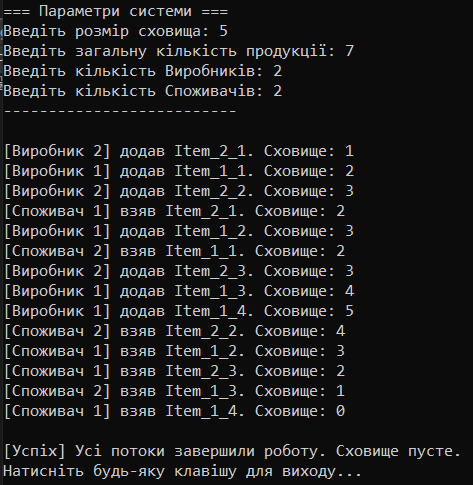 === Параметри системи ===
Введіть розмір сховища: 5
Введіть загальну кількість продукції: 7
Введіть кількість Виробників: 2
Введіть кількість Споживачів: 2
--------------------------
[Виробник 2] додав Item_2_1. Сховище: 1
[Виробник 1] додав Item_1_1. Сховище: 2
[Виробник 2] додав Item_2_2. Сховище: 3
[Споживач 1] взяв Item_2_1. Сховище: 2
[Виробник 1] додав Item_1_2. Сховище: 3
[Споживач 2] взяв Item_1_1. Сховище: 2
[Виробник 2] додав Item_2_3. Сховище: 3
[Виробник 1] додав Item_1_3. Сховище: 4
[Виробник 1] додав Item_1_4. Сховище: 5
[Споживач 2] взяв Item_2_2. Сховище: 4
[Споживач 1] взяв Item_1_2. Сховище: 3
[Споживач 1] взяв Item_2_3. Сховище: 2
[Споживач 2] взяв Item_1_3. Сховище: 1
[Споживач 1] взяв Item_1_4. Сховище: 0
[Успіх] Усі потоки завершили роботу. Сховище пусте.
Натисніть будь-яку клавішу для виходу...